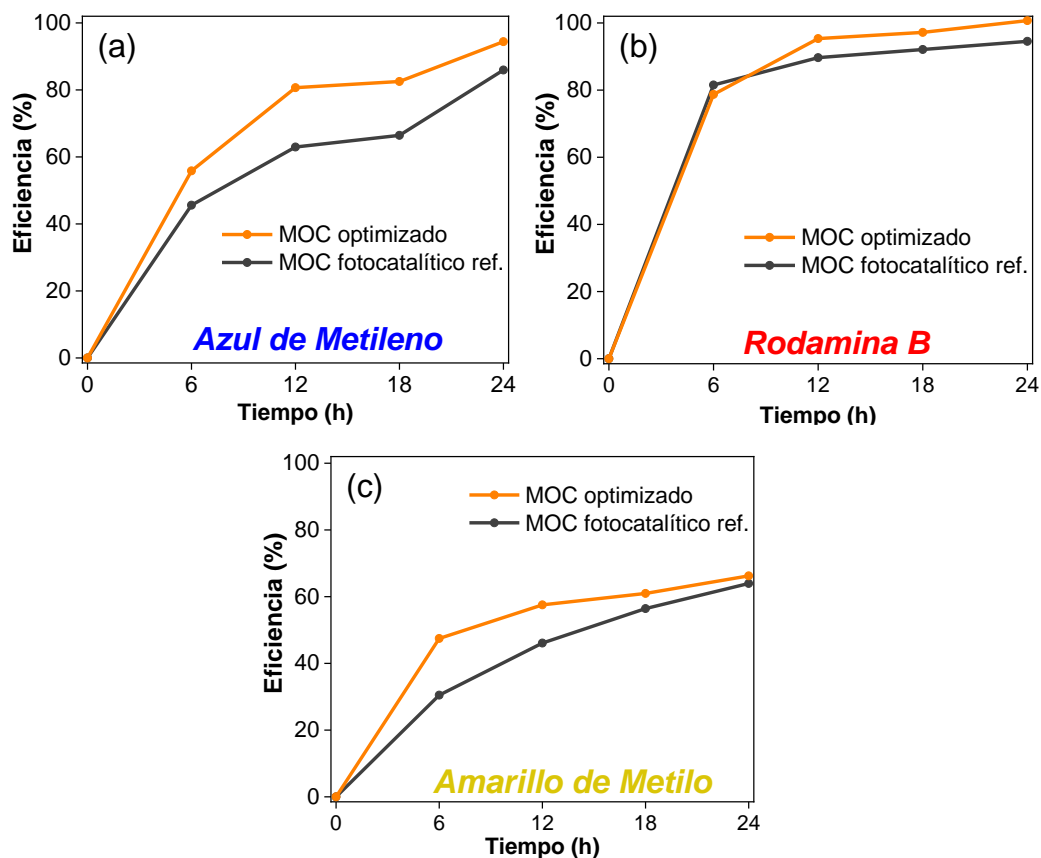 (a)
Eficiencia (%)
100
80
60
40
20
0
MOC optimizado
MOC fotocatalítico ref.
Azul de Metileno
0 6 12 18 24
Tiempo (h)
(b)
Eficiencia (%)
100
80
60
40
20
0
MOC optimizado
MOC fotocatalítico ref.
Rodamina B
0 6 12 18 24
Tiempo (h)
(c)
Eficiencia (%)
100
80
60
40
20
0
MOC optimizado
MOC fotocatalítico ref.
Amarillo de Metilo
0 6 12 18 24
Tiempo (h)